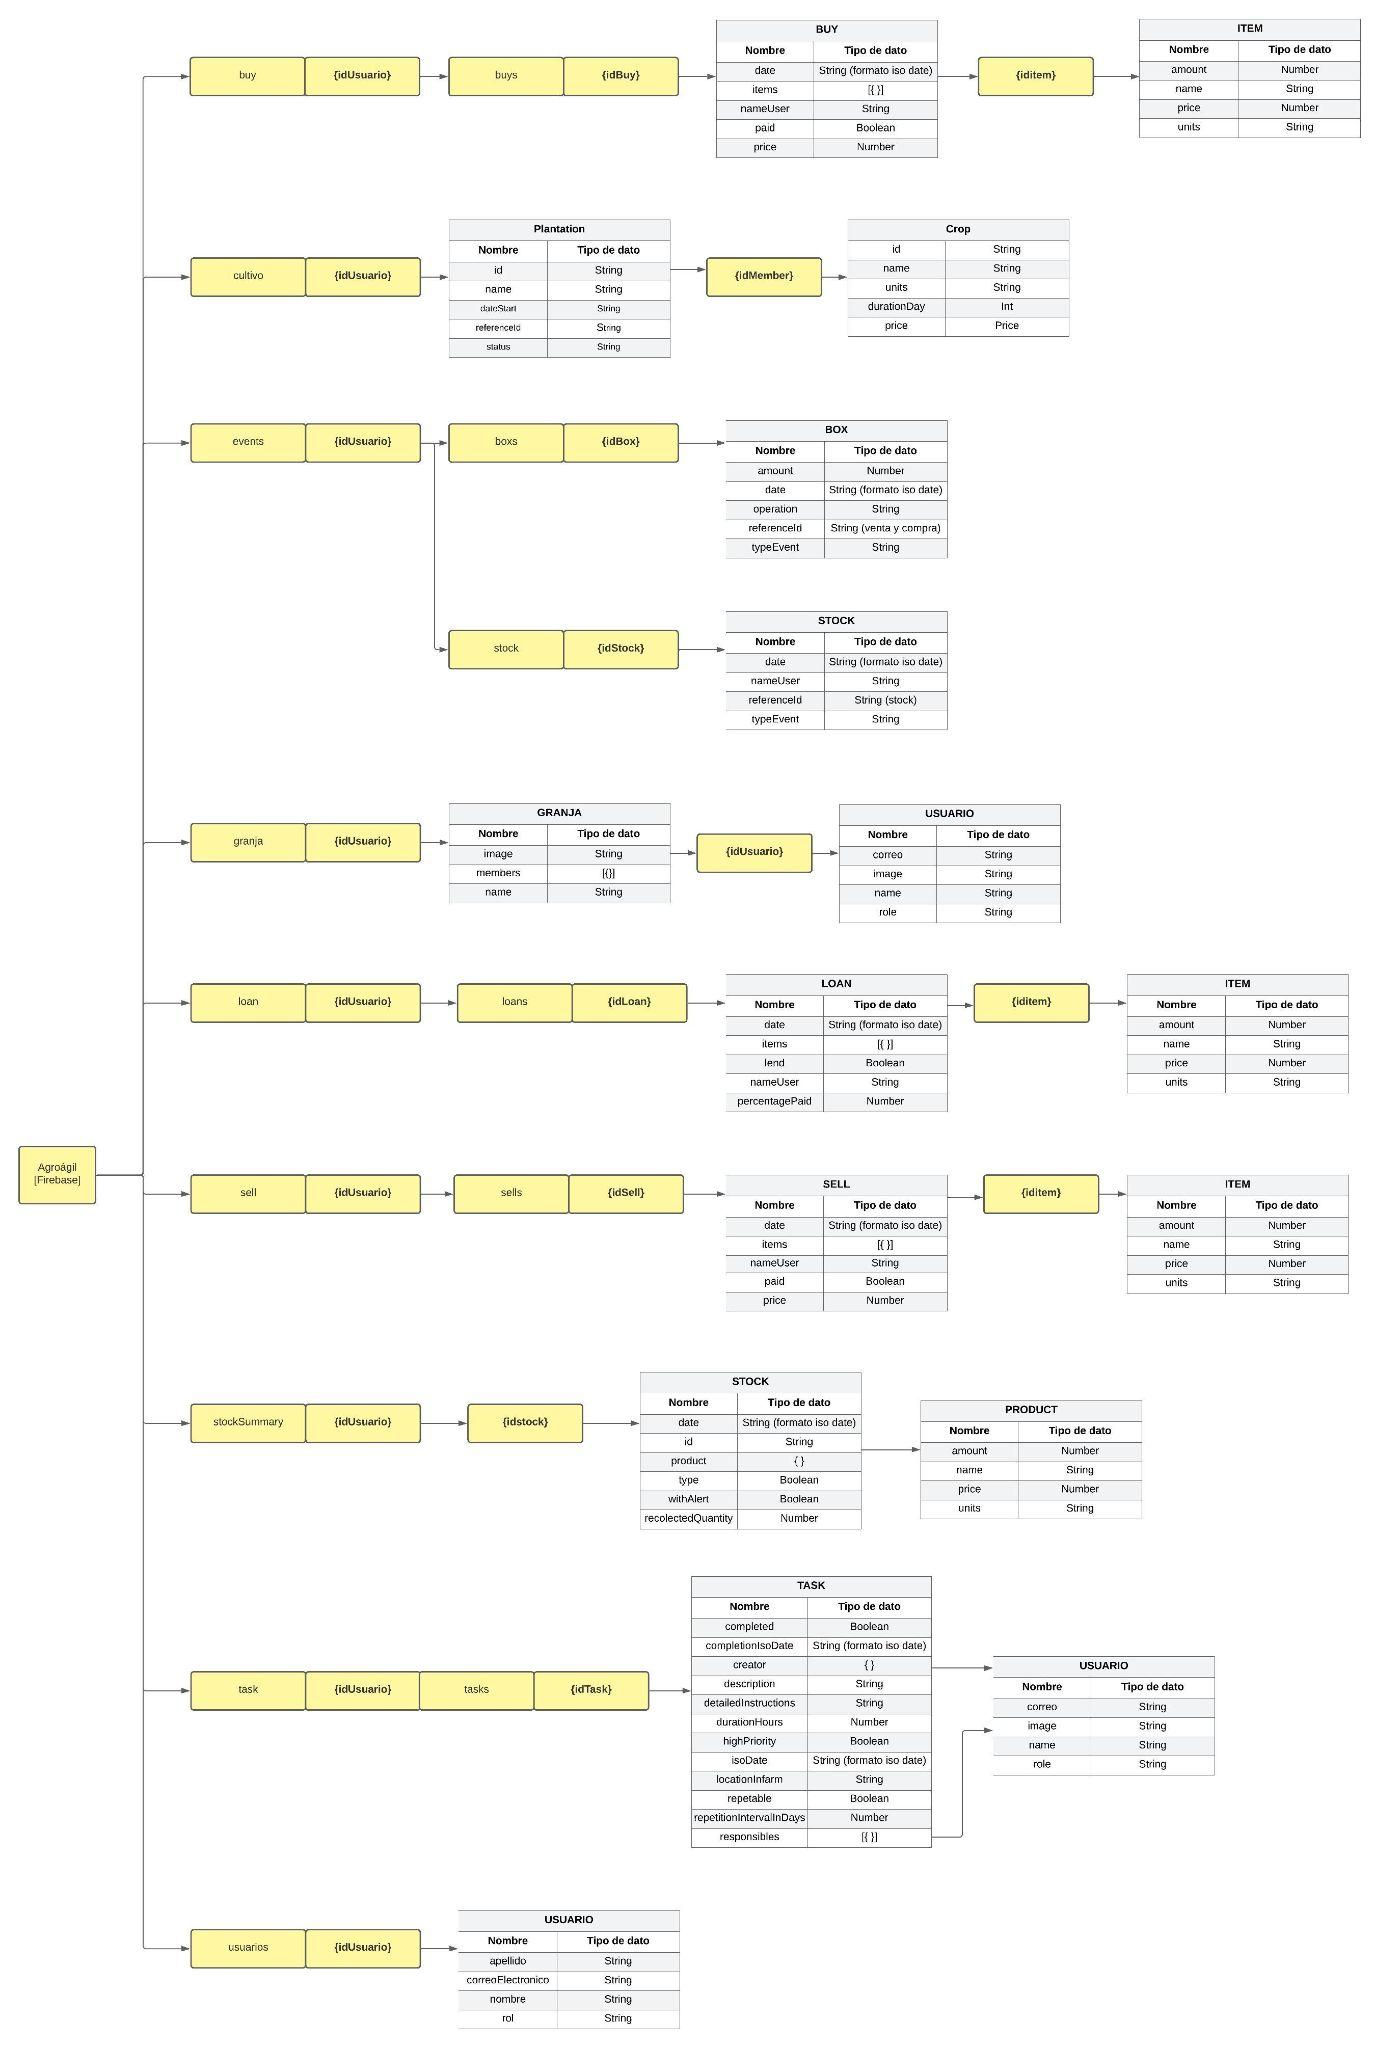 Agroágil
[Firebase]
buy {idUsuario} buys {idBuy}
BUY
Nombre Tipo de dato
date String (formato iso date)
items [{ }]
nameUser String
paid Boolean
price Number
{iditem}
ITEM
Nombre Tipo de dato
amount Number
name String
price Number
units String
cultivo {idUsuario}
Plantation
Nombre Tipo de dato
id String
name String
dateStart String
referenceId String
status String
{idMember}
Crop
id String
name String
units String
durationDay Int
price Price
events {idUsuario} boxs {idBox}
BOX
Nombre Tipo de dato
amount Number
date String (formato iso date)
operation String
referenceId String (venta y compra)
typeEvent String
stock {idStock}
STOCK
Nombre Tipo de dato
date String (formato iso date)
nameUser String
referenceId String (stock)
typeEvent String
granja {idUsuario}
GRANJA
Nombre Tipo de dato
image String
members [{}]
name String
{idUsuario}
USUARIO
Nombre Tipo de dato
correo String
image String
name String
role String
loan {idUsuario} loans {idLoan}
LOAN
Nombre Tipo de dato
date String (formato iso date)
items [{ }]
lend Boolean
nameUser String
percentagePaid Number
{iditem}
ITEM
Nombre Tipo de dato
amount Number
name String
price Number
units String
sell {idUsuario} sells {idSell}
SELL
Nombre Tipo de dato
date String (formato iso date)
items [{ }]
nameUser String
paid Boolean
price Number
{iditem}
ITEM
Nombre Tipo de dato
amount Number
name String
price Number
units String
stockSummary {idUsuario} {idstock}
STOCK
Nombre Tipo de dato
date String (formato iso date)
id String
product { }
type Boolean
withAlert Boolean
recolectedQuantity Number
PRODUCT
Nombre Tipo de dato
amount Number
name String
price Number
units String
task {idUsuario} tasks {idTask}
TASK
Nombre Tipo de dato
completed Boolean
completionIsoDate String (formato iso date)
creator { }
description String
detailedInstructions String
durationHours Number
highPriority Boolean
isoDate String (formato iso date)
locationInfarm String
repetable Boolean
repetitionIntervalInDays Number
responsibles [{ }]
USUARIO
Nombre Tipo de dato
correo String
image String
name String
role String
usuarios {idUsuario}
USUARIO
Nombre Tipo de dato
apellido String
correoElectronico String
nombre String
rol String